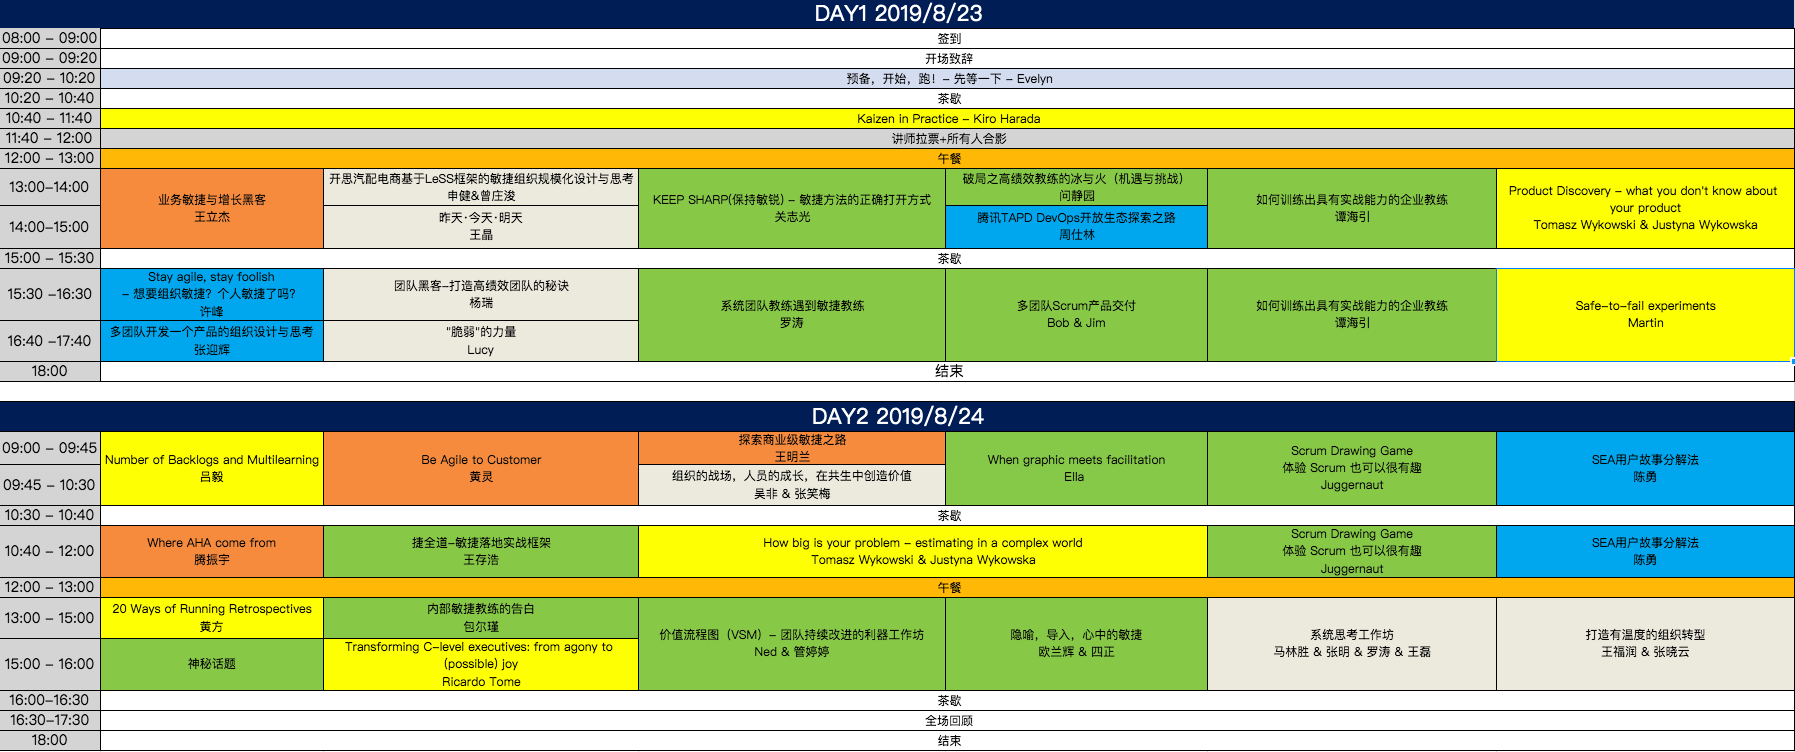 DAY1 2019/8/23
08:00 – 09:00
签到
09:00 – 09:20
开场致辞
09:20 – 10:20
预备，开始，跑！– 先等一下 – Evelyn
10:20 – 10:40
茶歇
10:40 – 11:40
Kaizen in Practice – Kiro Harada
11:40 – 12:00
讲师拉票+所有人合影
12:00 – 13:00
午餐
13:00–14:00
14:00–15:00
业务敏捷与增长黑客
王立杰
开思汽配电商基于LeSS框架的敏捷组织规模化设计与思考
申健&曾庄浚
昨天·今天·明天
王晶
KEEP SHARP(保持敏锐) – 敏捷方法的正确打开方式
关志光
破局之高绩效教练的冰与火（机遇与挑战）
问静园
腾讯TAPD DevOps开放生态探索之路
周仕林
如何训练出具有实战能力的企业教练
谭海引
Product Discovery – what you don't know about
your product
Tomasz Wykowski & Justyna Wykowska
15:00 – 15:30
茶歇
15:30 –16:30
16:40 –17:40
Stay agile, stay foolish
– 想要组织敏捷？个人敏捷了吗？
许峰
多团队开发一个产品的组织设计与思考
张迎辉
团队黑客–打造高绩效团队的秘诀
杨瑞
"脆弱"的力量
Lucy
系统团队教练遇到敏捷教练
罗涛
多团队Scrum产品交付
Bob & Jim
如何训练出具有实战能力的企业教练
谭海引
Safe–to–fail experiments
Martin
18:00
结束
DAY2 2019/8/24
09:00 – 09:45
09:45 – 10:30
Number of Backlogs and Multilearning
吕毅
Be Agile to Customer
黄灵
探索商业级敏捷之路
王明兰
组织的战场，人员的成长，在共生中创造价值
吴非 & 张笑梅
When graphic meets facilitation
Ella
Scrum Drawing Game
体验 Scrum 也可以很有趣
Juggernaut
SEA用户故事分解法
陈勇
10:30 – 10:40
茶歇
10:40 – 12:00
Where AHA come from
腾振宇
捷全道–敏捷落地实战框架
王存浩
How big is your problem – estimating in a complex world
Tomasz Wykowski & Justyna Wykowska
Scrum Drawing Game
体验 Scrum 也可以很有趣
Juggernaut
SEA用户故事分解法
陈勇
12:00 – 13:00
午餐
13:00 – 15:00
15:00 – 16:00
20 Ways of Running Retrospectives
黄方
神秘话题
内部敏捷教练的告白
包尔瑾
Transforming C–level executives: from agony to
(possible) joy
Ricardo Tome
价值流程图（VSM）– 团队持续改进的利器工作坊
Ned & 管婷婷
隐喻，导入，心中的敏捷
欧兰辉 & 四正
系统思考工作坊
马林胜 & 张明 & 罗涛 & 王磊
打造有温度的组织转型
王福润 & 张晓云
16:00–16:30
茶歇
16:30–17:30
全场回顾
18:00
结束